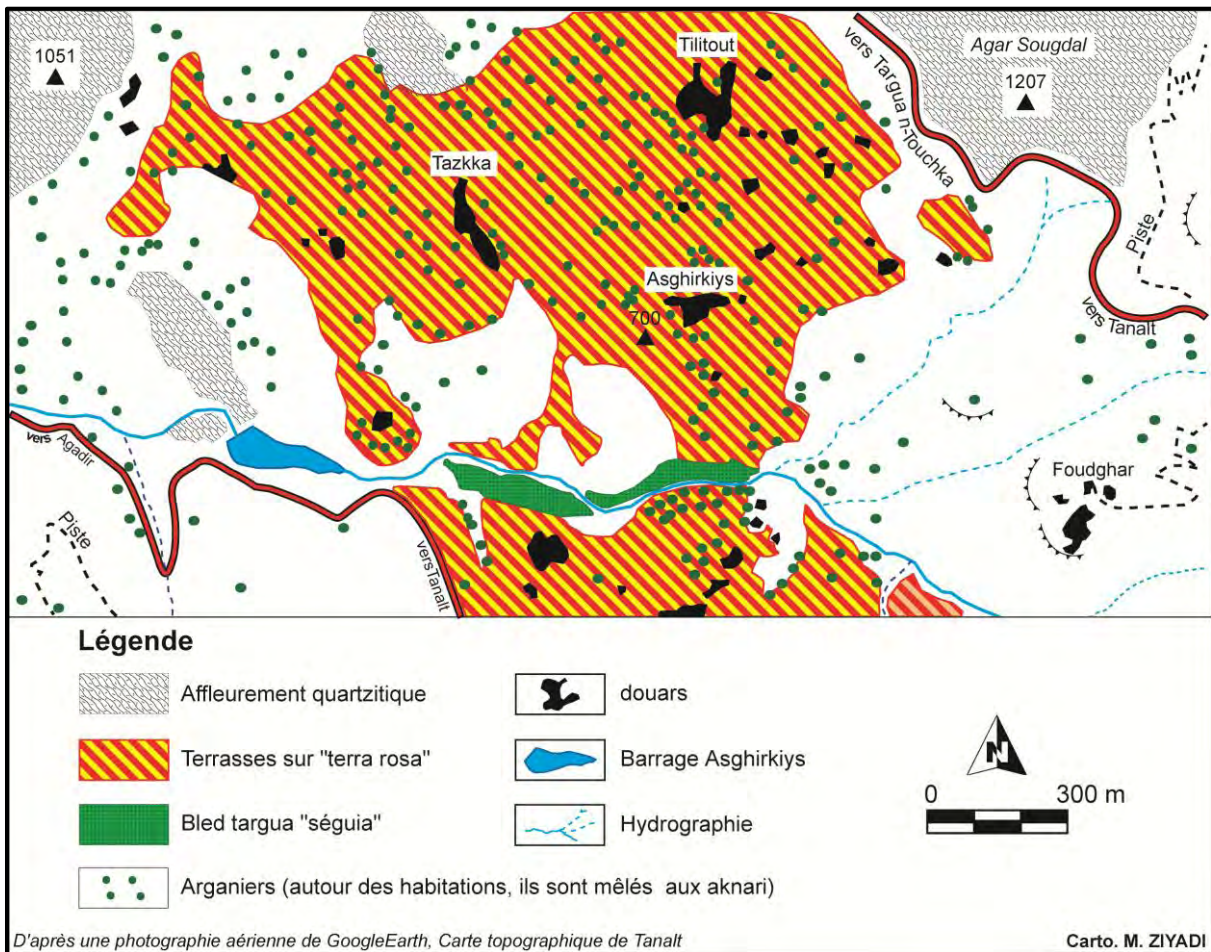 1051
Tilitout
vers Targua n-Touchka
Agar Sougdal
1207
Tazkka
Piste
Asghirkiys
700
vers Tanalt
vers Agadir
Foudghar
Piste
versTanalt
Légende
Affleurement quartzitique
douars
Terrasses sur "terra rosa"
Barrage Asghirkiys
N
0 300 m
Bled targua "séguia"
Hydrographie
Arganiers (autour des habitations, ils sont mêlés aux aknari)
D'après une photographie aérienne de GoogleEarth, Carte topographique de Tanalt
Carto. M. ZIYADI